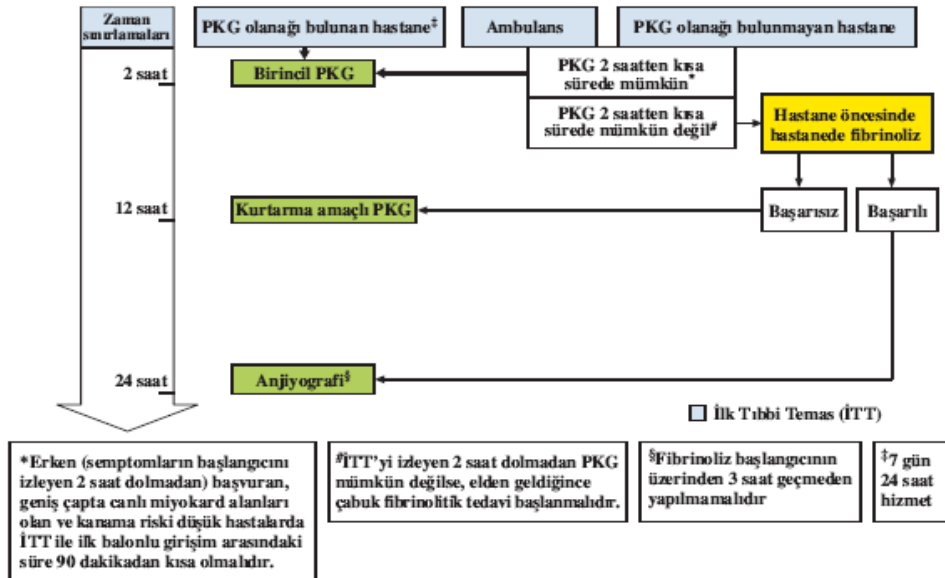 Zaman
sınırlamaları
PKG olanağı bulunan hastane‡
Ambulans
PKG olanağı bulunmayan hastane
2 saat
Birincil PKG
PKG 2 saatten kısa
sürede mümkün*
PKG 2 saatten kısa
sürede mümkün değil#
Hastane öncesinde
hastanede fibrinoliz
12 saat
Kurtarma amaçlı PKG
Başarısız
Başarılı
24 saat
Anjiyografi§
İlk Tıbbi Temas (İTT)
*Erken (semptomların başlangıcını
izleyen 2 saat dolmadan) başvuran,
geniş çapta canlı miyokard alanları
olan ve kanama riski düşük hastalarda
İTT ile ilk balonlu girişim arasındaki
süre 90 dakikadan kısa olmalıdır.
#İTT'yi izleyen 2 saat dolmadan PKG
mümkün değilse, elden geldiğince
çabuk fibrinolitik tedavi başlanmalıdır.
§Fibrinoliz başlangıcının
üzerinden 3 saat geçmeden
yapılmamalıdır
‡7 gün
24 saat
hizmet